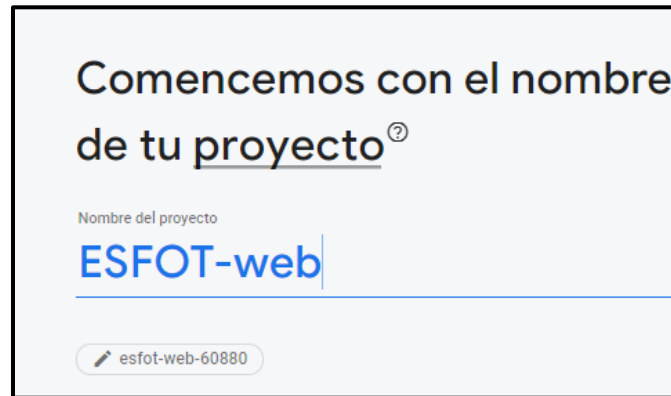 Comencemos con el nombre
de tu proyecto?
Nombre del proyecto
ESFOT-web
esfot-web-60880